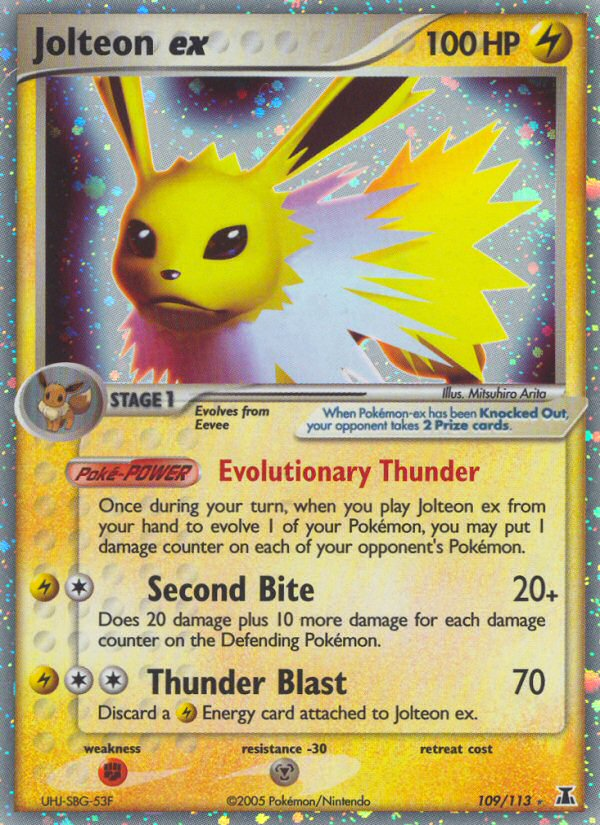 Jolteon ex 100 HP
Illus. Mitsuhiro Arita
STAGE 1
Evolves from
Eevee
When Pokémon-ex has been Knocked Out,
your opponent takes 2 Prize cards.
Poké-POWER Evolutionary Thunder
Once during your turn, when you play Jolteon ex from
your hand to evolve 1 of your Pokémon, you may put 1
damage counter on each of your opponent's Pokémon.
Second Bite 20+
Does 20 damage plus 10 more damage for each damage
counter on the Defending Pokémon.
Thunder Blast 70
Discard a Energy card attached to Jolteon ex.
weakness resistance -30 retreat cost
UHJ-SBG-53F ©2005 Pokémon/Nintendo 109/113 ★